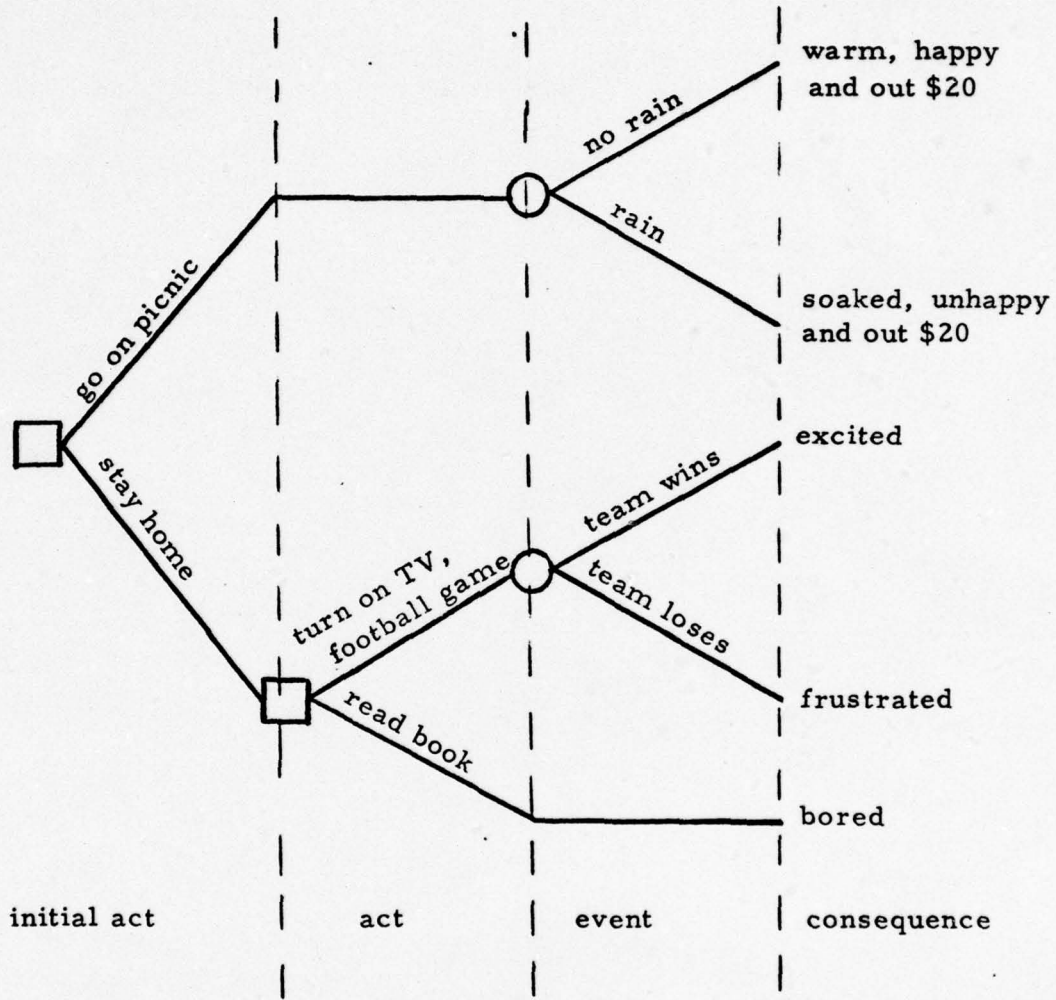 warm, happy
and out $20
no rain
rain
go on picnic
soaked, unhappy
and out $20
excited
team wins
stay home
turn on TV,
football game
team loses
frustrated
read book
bored
initial act
act
event
consequence